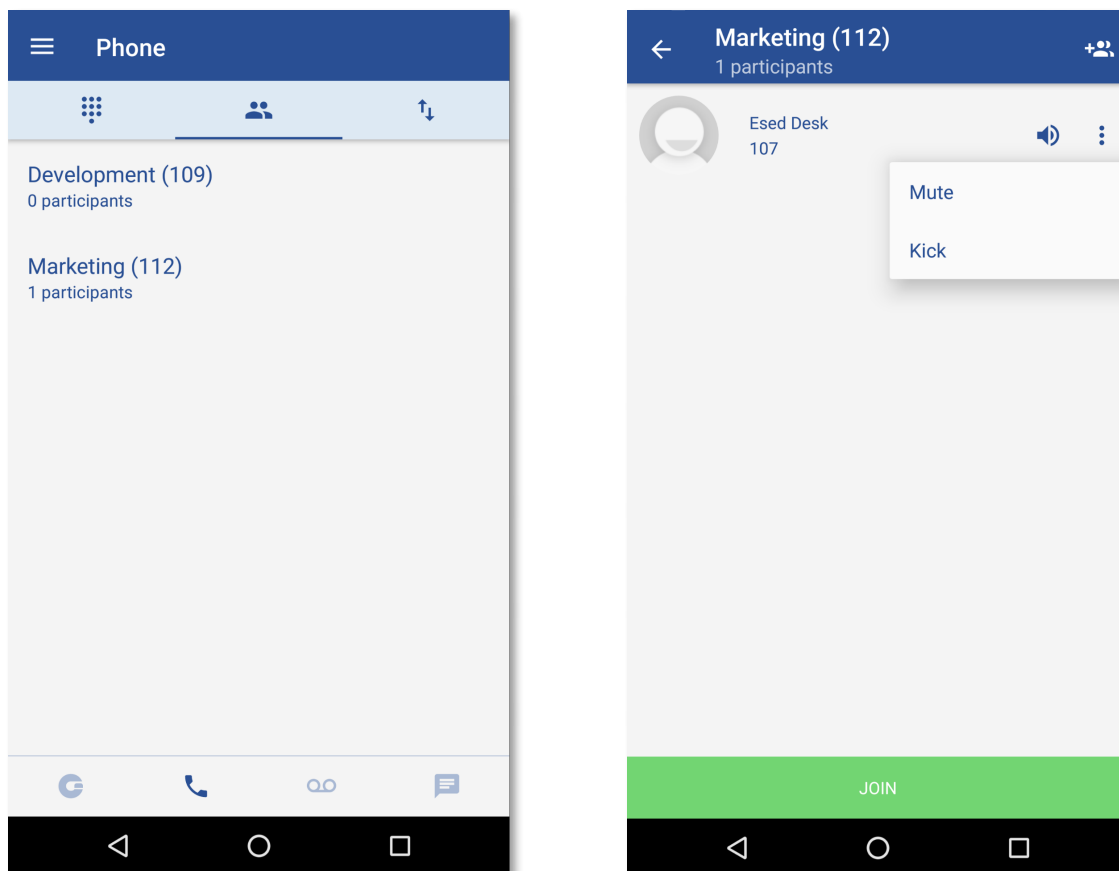 Phone
Development (109)
0 participants
Marketing (112)
1 participants
Marketing (112)
1 participants
Esed Desk
107
Mute
Kick
JOIN